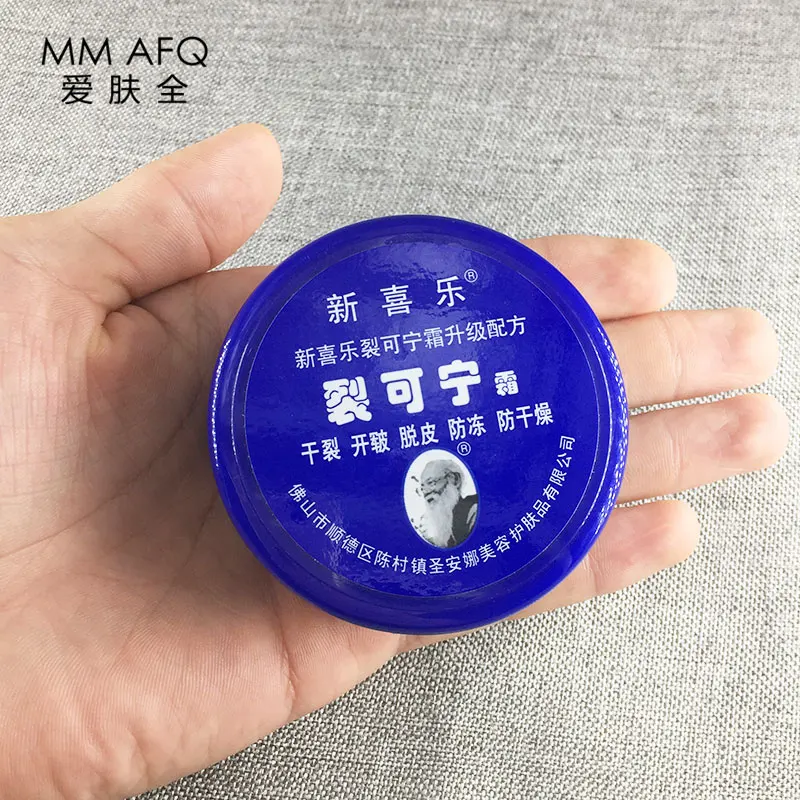 MM AFQ
爱肤全
新喜乐®
新喜乐裂可宁霜升级配方
裂可宁霜
干裂 开皲 脱皮 防冻 防干燥
®
佛山市顺德区陈村镇圣安娜美容护肤品有限公司